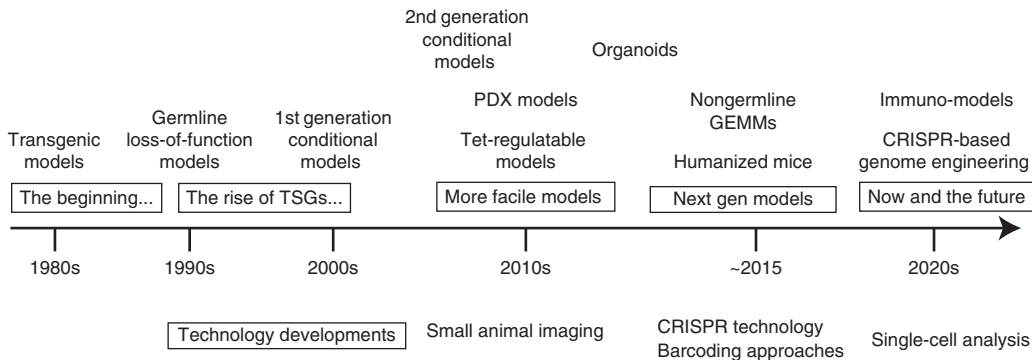 2nd generation
conditional
models
Organoids
PDX models
Nongermline
GEMMs
Immuno-models
Transgenic
models
Germline
loss-of-function
models
1st generation
conditional
models
Tet-regulatable
models
Humanized mice
CRISPR-based
genome engineering
The beginning...
The rise of TSGs...
More facile models
Next gen models
Now and the future
1980s
1990s
2000s
2010s
~2015
2020s
Technology developments
Small animal imaging
CRISPR technology
Barcoding approaches
Single-cell analysis